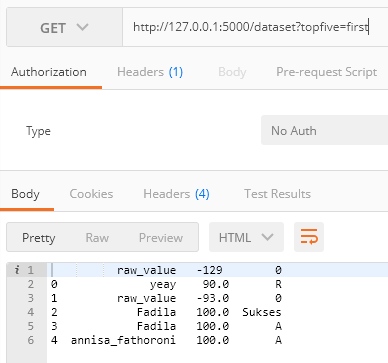 GET http://127.0.0.1:5000/dataset?topfive=first
Authorization Headers (1) Body Pre-request Script
Type No Auth
Body Cookies Headers (4) Test Results
Pretty Raw Preview HTML
i 1 raw_value -129 0
2 0 yeay 90.0 R
3 1 raw_value -93.0 0
4 2 Fadila 100.0 Sukses
5 3 Fadila 100.0 A
6 4 annisa_fathoroni 100.0 A